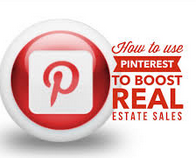 How to use
PINTEREST
TO BOOST
REAL
ESTATE SALES